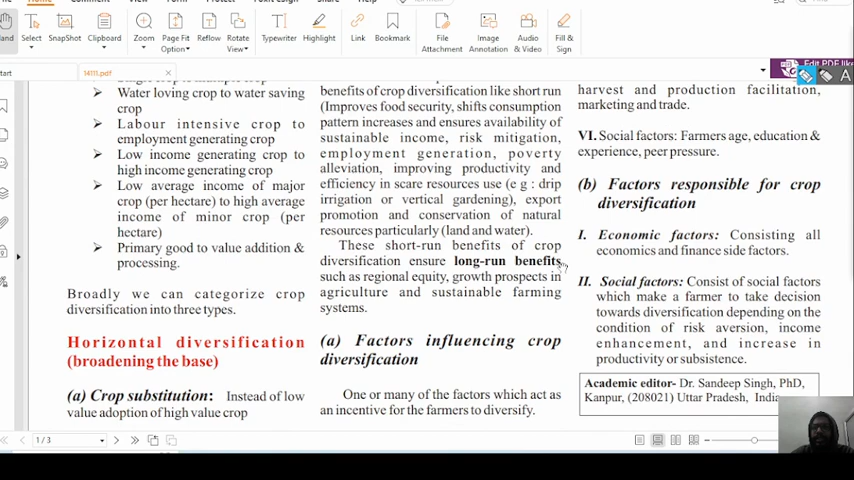 Home
Hand
Select
SnapShot
Clipboard
Zoom
Page Fit
Option
Reflow
Rotate
View
Typewriter
Highlight
Link
Bookmark
File
Attachment
Image
Annotation
Audio
& Video
Fill &
Sign
14111.pdf
Edit PDF like
A
Water loving crop to water saving
crop
Labour intensive crop to
employment generating crop
Low income generating crop to
high income generating crop
Low average income of major
crop (per hectare) to high average
income of minor crop (per
hectare)
Primary good to value addition &
processing.
Broadly we can categorize crop
diversification into three types.
Horizontal diversification
(broadening the base)
(a) Crop substitution: Instead of low
value adoption of high value crop
benefits of crop diversification like short run
(Improves food security, shifts consumption
pattern increases and ensures availability of
sustainable income, risk mitigation,
employment generation, poverty
alleviation, improving productivity and
efficiency in scare resources use (e g : drip
irrigation or vertical gardening), export
promotion and conservation of natural
resources particularly (land and water).
These short-run benefits of crop
diversification ensure long-run benefits
such as regional equity, growth prospects in
agriculture and sustainable farming
systems.
(a) Factors influencing crop
diversification
One or many of the factors which act as
an incentive for the farmers to diversify.
harvest and production facilitation,
marketing and trade.
VI. Social factors: Farmers age, education &
experience, peer pressure.
(b) Factors responsible for crop
diversification
I. Economic factors: Consisting all
economics and finance side factors.
II. Social factors: Consist of social factors
which make a farmer to take decision
towards diversification depending on the
condition of risk aversion, income
enhancement, and increase in
productivity or subsistence.
Academic editor- Dr. Sandeep Singh, PhD,
Kanpur, (208021) Uttar Pradesh, India
1 / 3